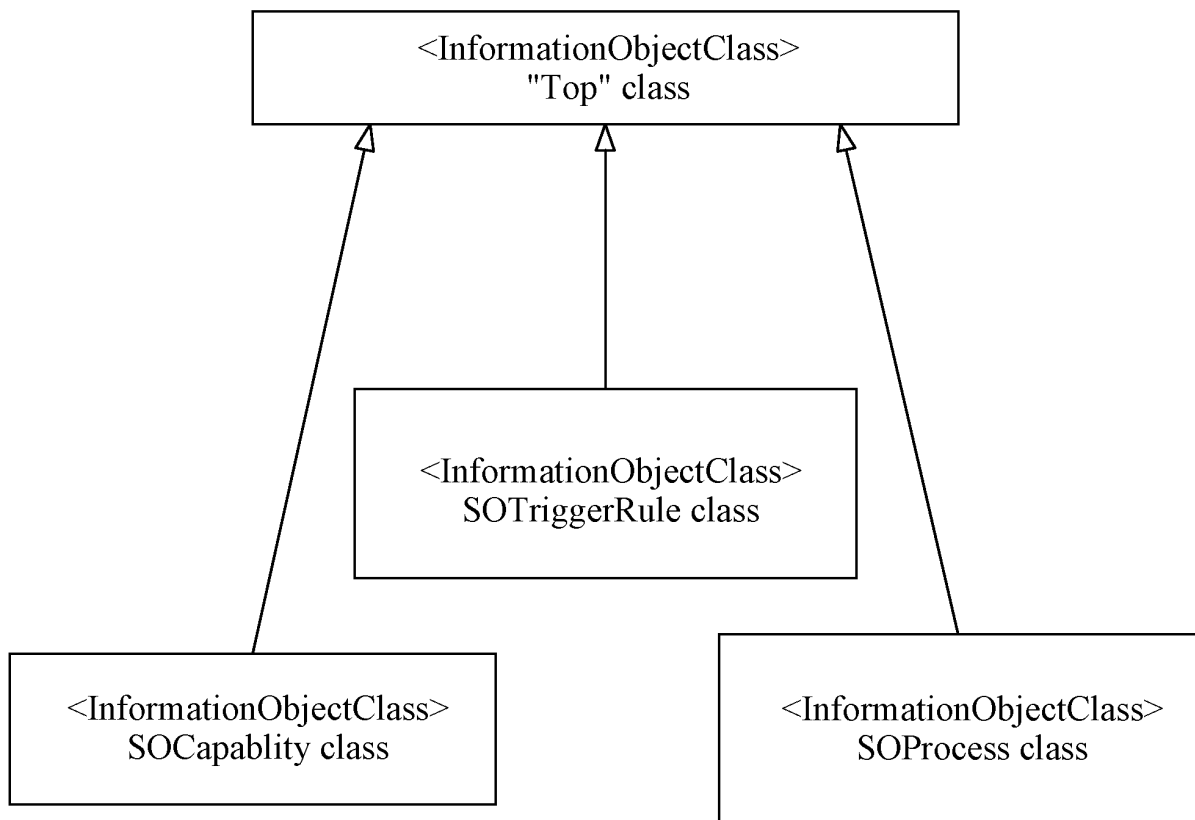 <InformationObjectClass>
"Top" class
<InformationObjectClass>
SOTriggerRule class
<InformationObjectClass>
SOCapablity class
<InformationObjectClass>
SOProcess class